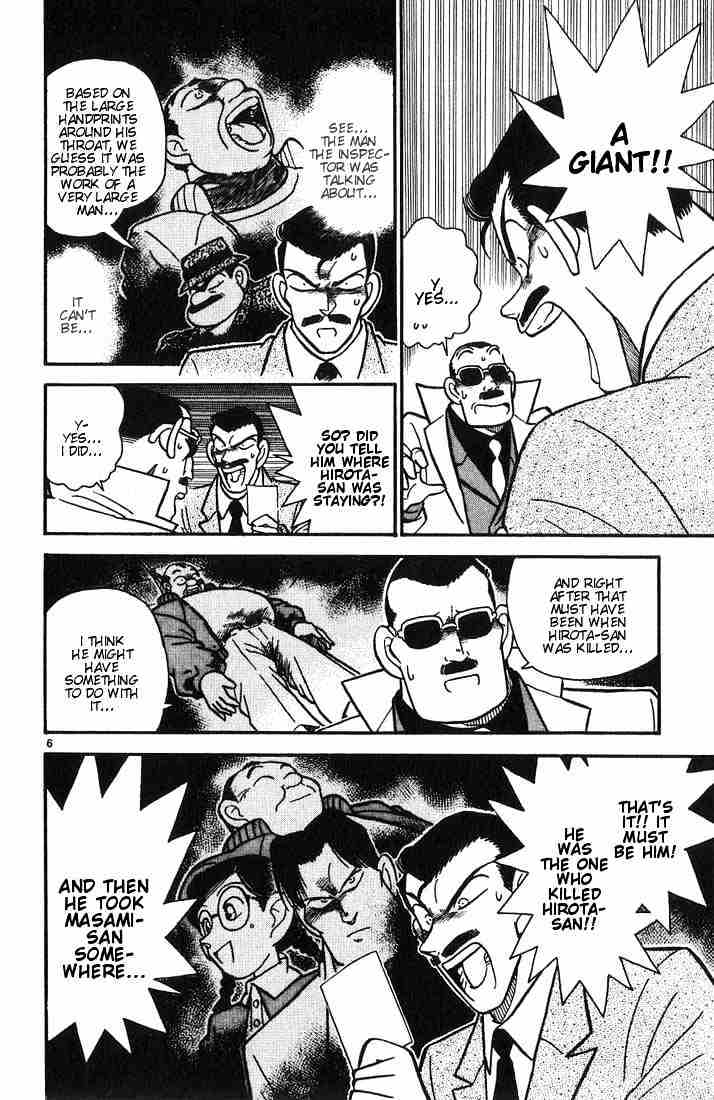 A
GIANT!!
Y,
YES...
SEE...
THE MAN
THE INSPEC-
TOR WAS
TALKING
ABOUT...
BASED ON
THE LARGE
HANDPRINTS
AROUND HIS
THROAT, WE
GUESS IT WAS
PROBABLY THE
WORK OF A
VERY LARGE
MAN...
IT
CAN'T
BE...
SO? DID
YOU TELL
HIM WHERE
HIROTA-
SAN WAS
STAYING?!
Y-
YES...
I DID...
AND RIGHT
AFTER THAT
MUST HAVE
BEEN WHEN
HIROTA-SAN
WAS KILLED...
I THINK
HE MIGHT
HAVE
SOMETHING
TO DO WITH
IT...
6
THAT'S
IT!! IT
MUST
BE HIM!
HE
WAS
THE ONE
WHO
KILLED
HIROTA-
SAN!!
AND THEN
HE TOOK
MASAMI-
SAN
SOME-
WHERE...